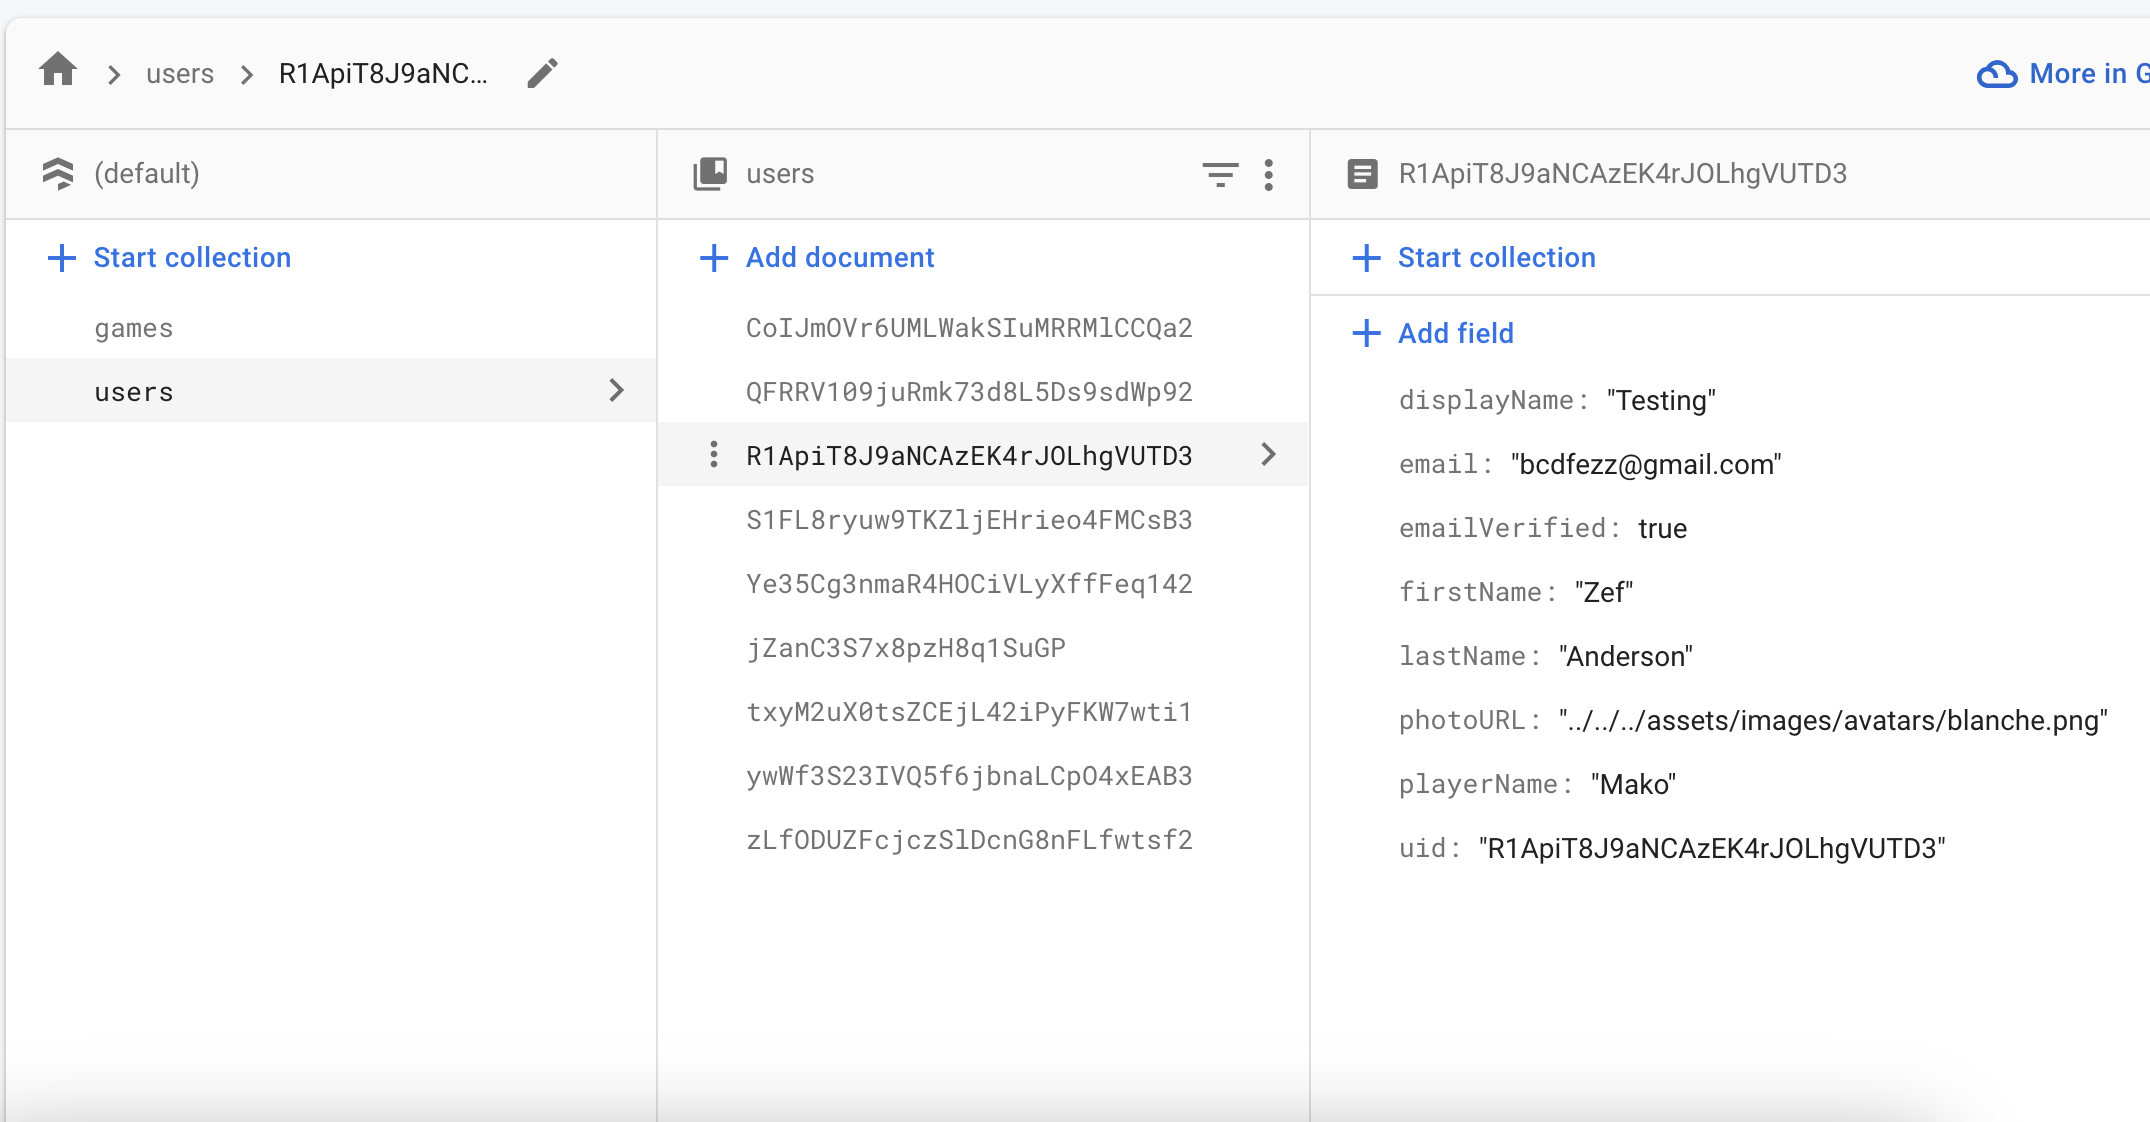 users
R1ApiT8J9aNC...
More in G
(default)
Start collection
games
users
users
Add document
CoIJmOVr6UMLWakSIuMRRMlCCQa2
QFRRV109juRmk73d8L5Ds9sdWp92
R1ApiT8J9aNCAzEK4rJOLhgVUTD3
S1FL8ryuw9TKZljEHrieo4FMCsB3
Ye35Cg3nmaR4HOCiVLyXffFeq142
jZanC3S7x8pzH8q1SuGP
txyM2uX0tsZCEjL42iPyFKW7wti1
ywWf3S23IVQ5f6jbnaLCpO4xEAB3
zLfODUZFcjczSlDcnG8nFLfwtsf2
R1ApiT8J9aNCAzEK4rJOLhgVUTD3
Start collection
Add field
displayName: "Testing"
email: "bcdfezz@gmail.com"
emailVerified: true
firstName: "Zef"
lastName: "Anderson"
photoURL: "../../../assets/images/avatars/blanche.png"
playerName: "Mako"
uid: "R1ApiT8J9aNCAzEK4rJOLhgVUTD3"